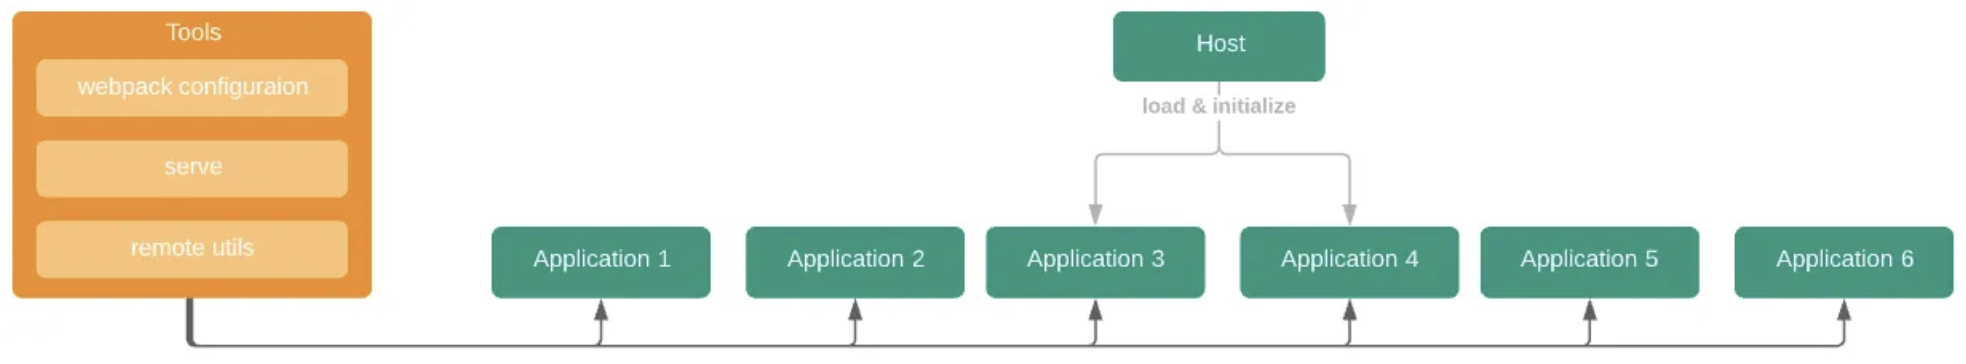 Tools
webpack configuraion
serve
remote utils
Host
load & initialize
Application 1
Application 2
Application 3
Application 4
Application 5
Application 6